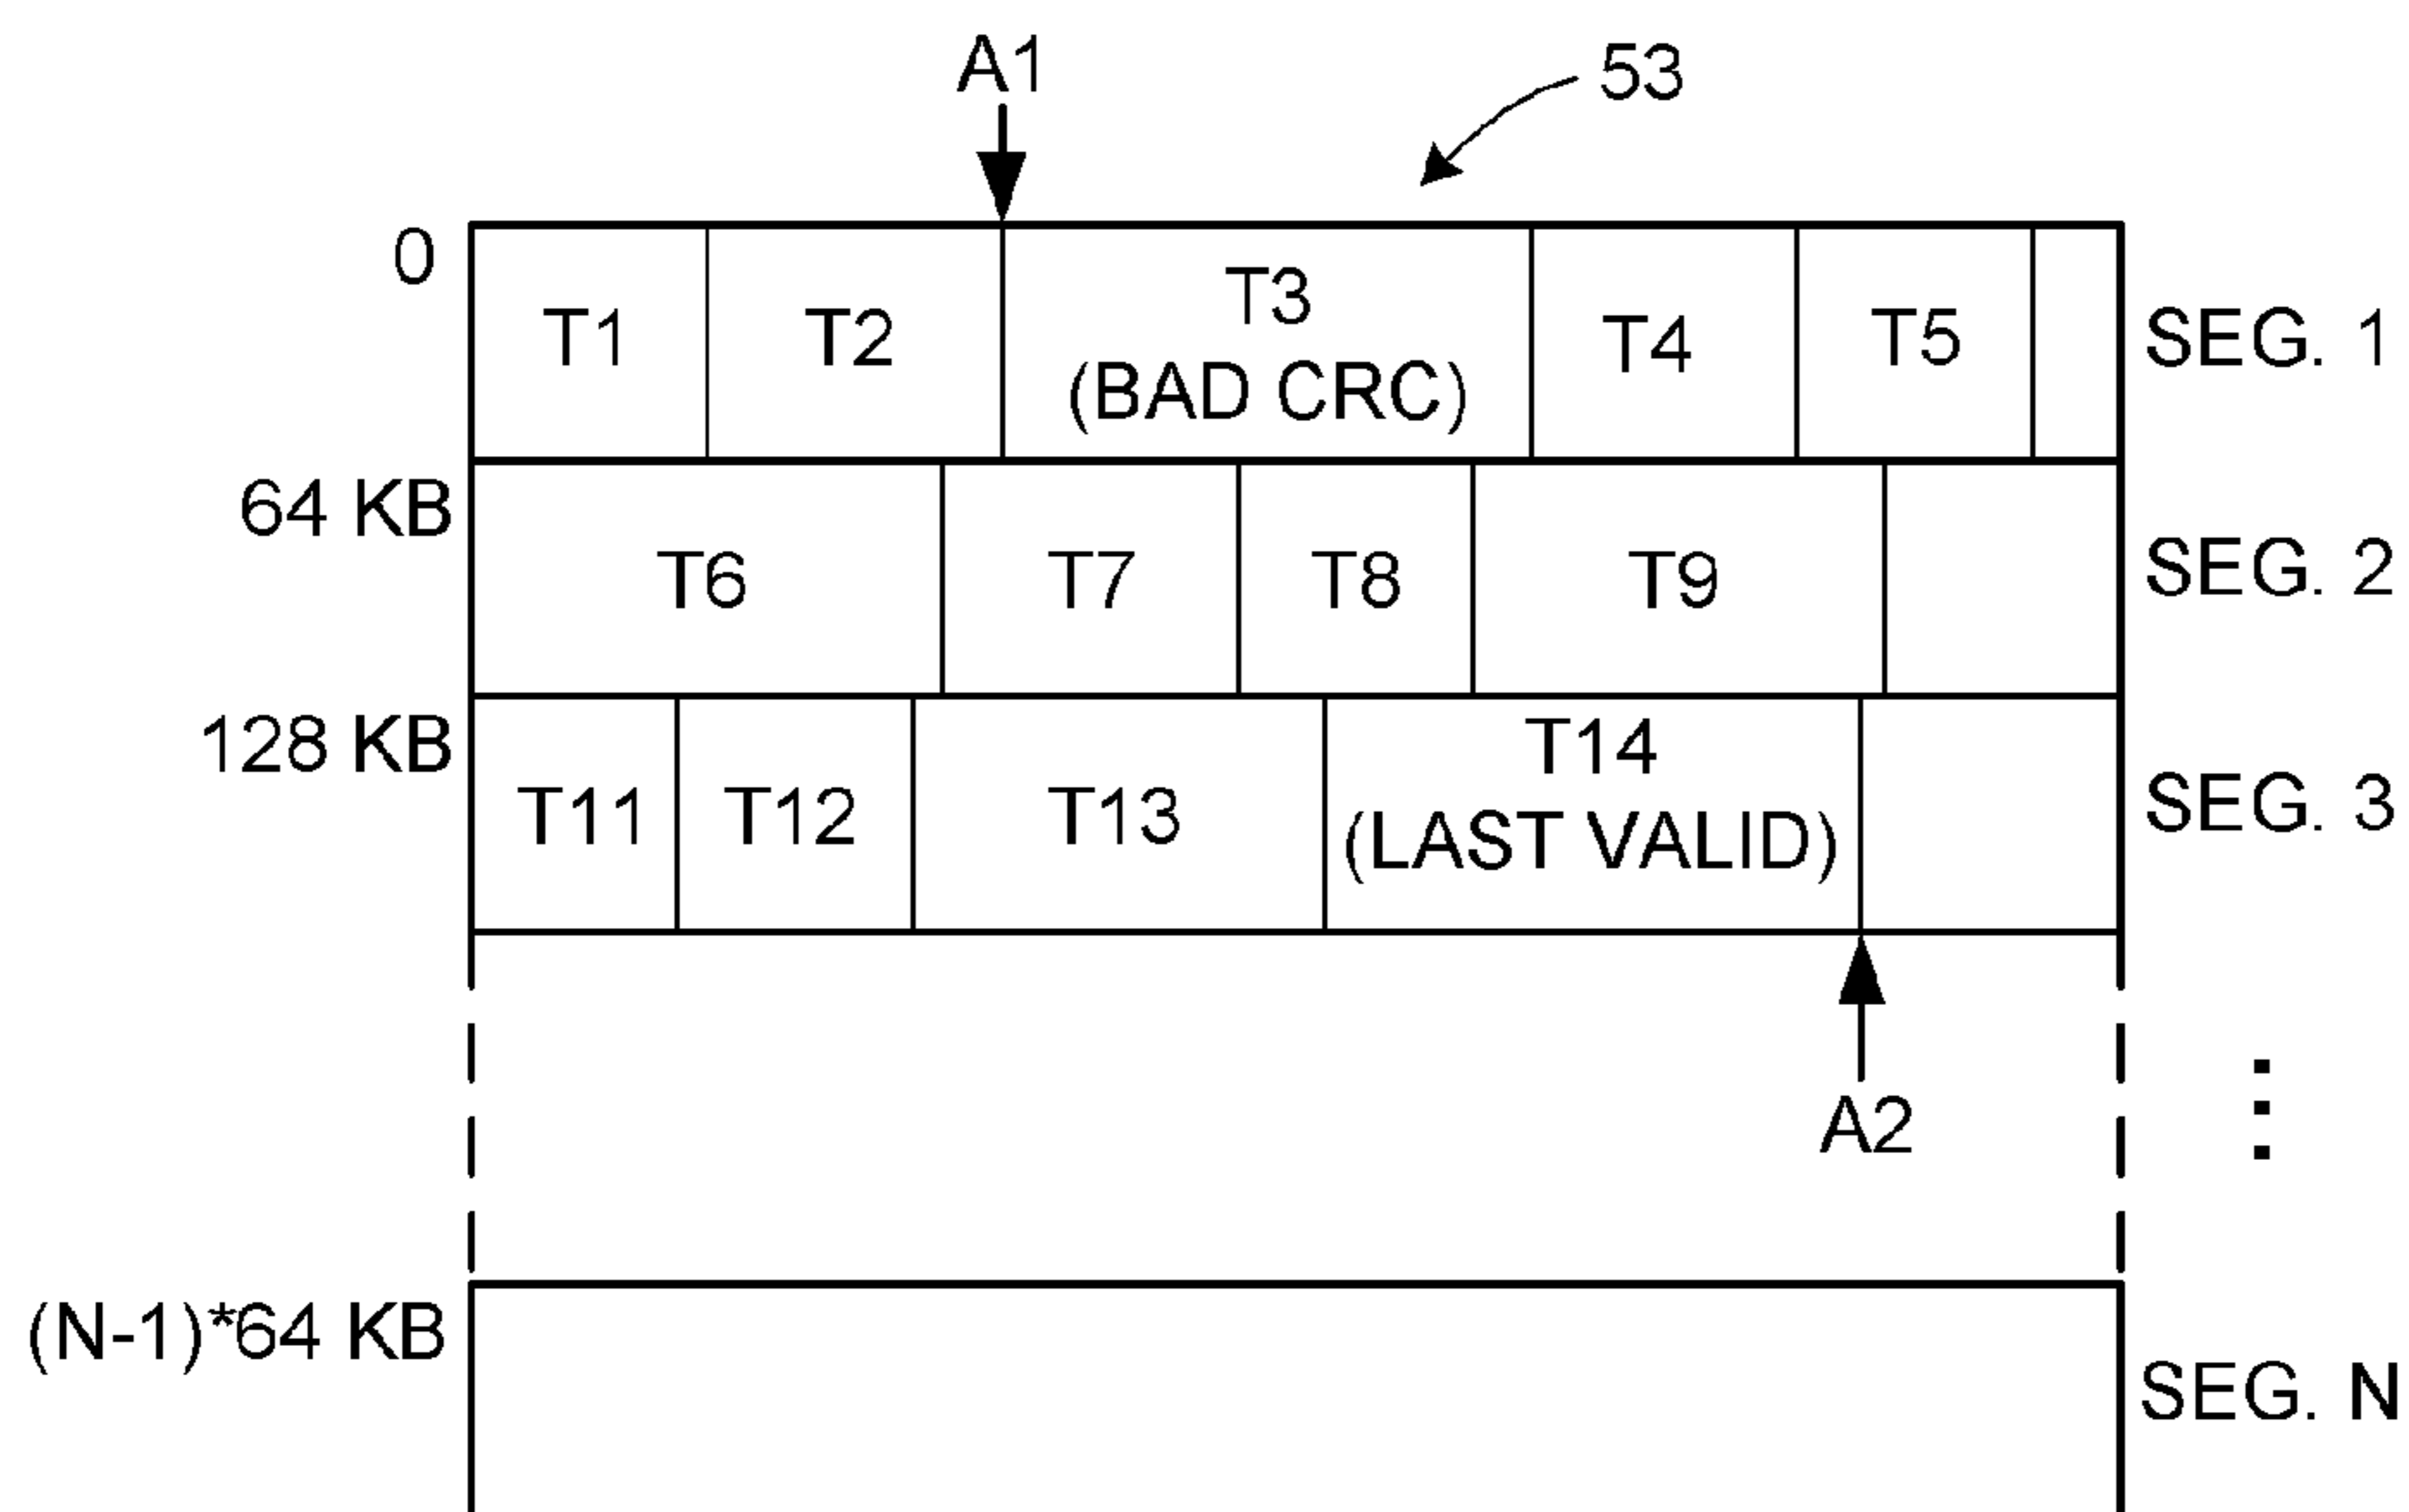 A1
53
0
T1
T2
T3
(BAD CRC)
T4
T5
SEG. 1
64 KB
T6
T7
T8
T9
SEG. 2
128 KB
T11
T12
T13
T14
(LAST VALID)
SEG. 3
A2
(N-1)*64 KB
SEG. N